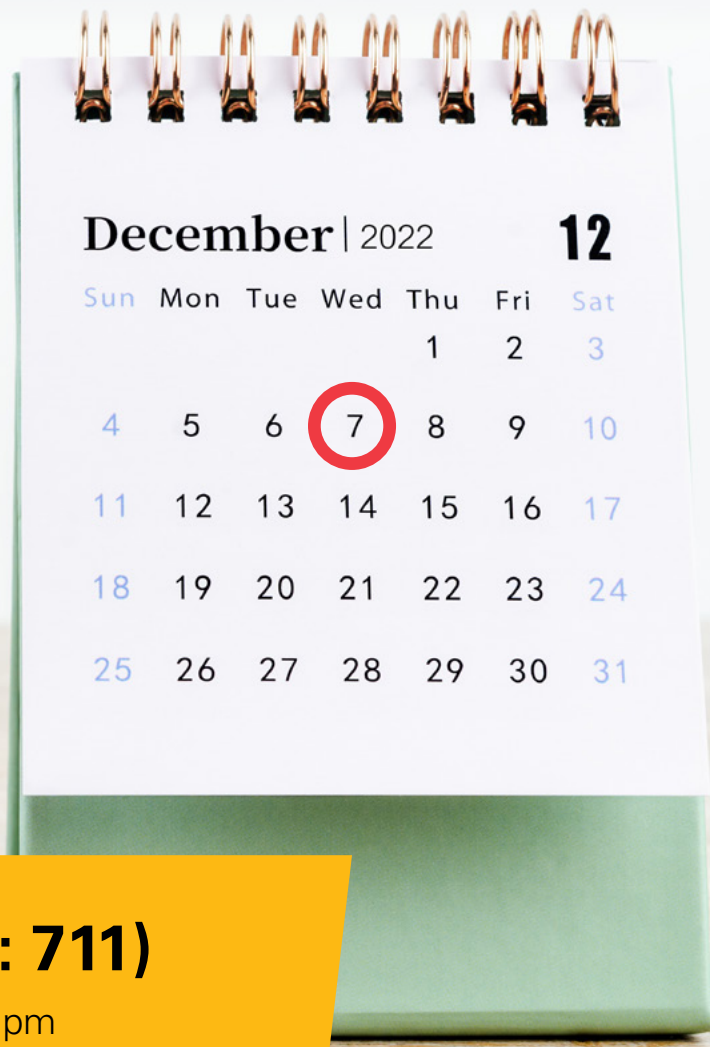 December | 2022 12
Sun Mon Tue Wed Thu Fri Sat
1 2 3
4 5 6 7 8 9 10
11 12 13 14 15 16 17
18 19 20 21 22 23 24
25 26 27 28 29 30 31
: 711)
pm